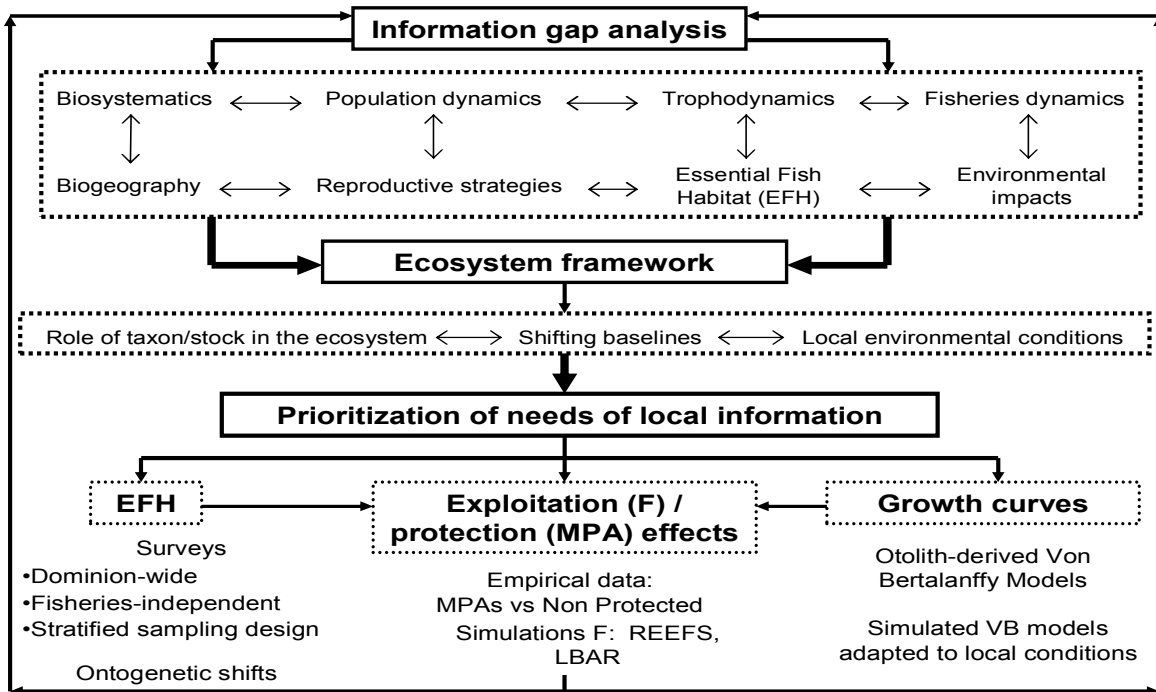 Information gap analysis
Biosystematics Population dynamics Trophodynamics Fisheries dynamics
Biogeography Reproductive strategies Essential Fish Environmental
Habitat (EFH) impacts
Ecosystem framework
Role of taxon/stock in the ecosystem Shifting baselines Local environmental conditions
Prioritization of needs of local information
EFH
Surveys
•Dominion-wide
•Fisheries-independent
•Stratified sampling design
Ontogenetic shifts
Exploitation (F) /
protection (MPA) effects
Empirical data:
MPAs vs Non Protected
Simulations F: REEFS,
LBAR
Growth curves
Otolith-derived Von
Bertalanffy Models
Simulated VB models
adapted to local conditions